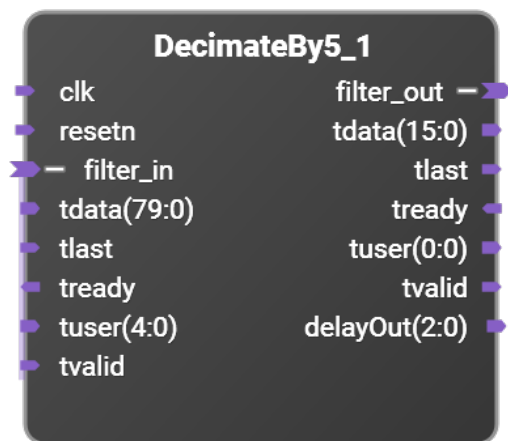 DecimateBy5_1
clk
resetn
filter_in
tdata(79:0)
tlast
tready
tuser(4:0)
tvalid
filter_out
tdata(15:0)
tlast
tready
tuser(0:0)
tvalid
delayOut(2:0)